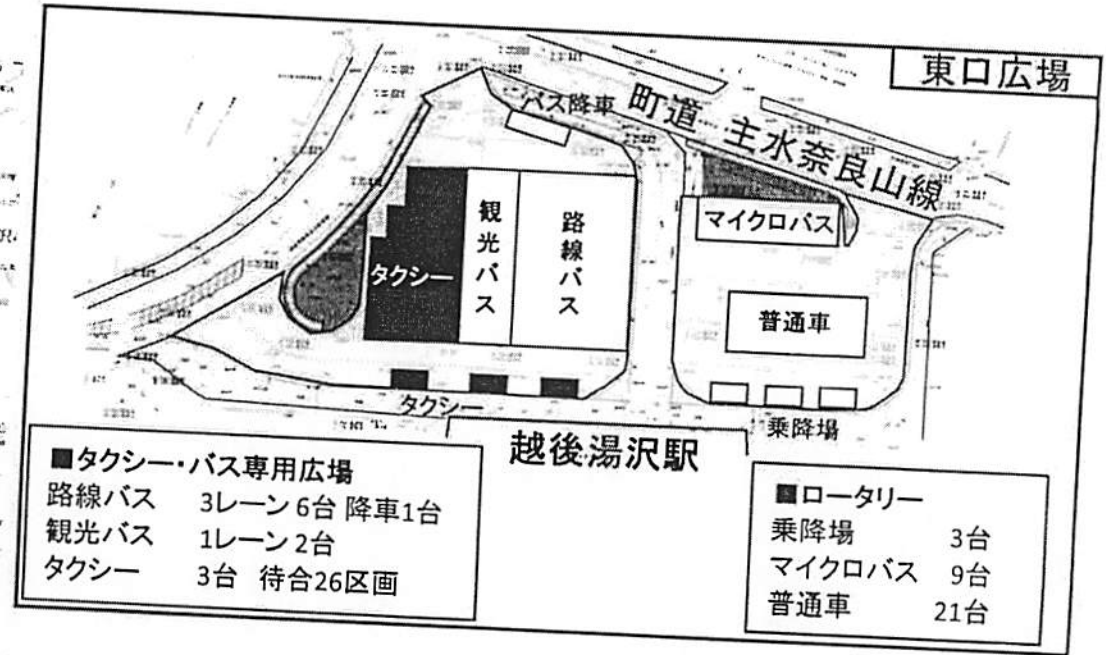 東口広場
バス降車
町道 主水奈良山線
観光バス
路線バス
タクシー
マイクロバス
普通車
タクシー
乗降場
越後湯沢駅
■タクシー・バス専用広場
路線バス 3レーン 6台 降車1台
観光バス 1レーン 2台
タクシー 3台 待合26区画
■ロータリー
乗降場 3台
マイクロバス 9台
普通車 21台